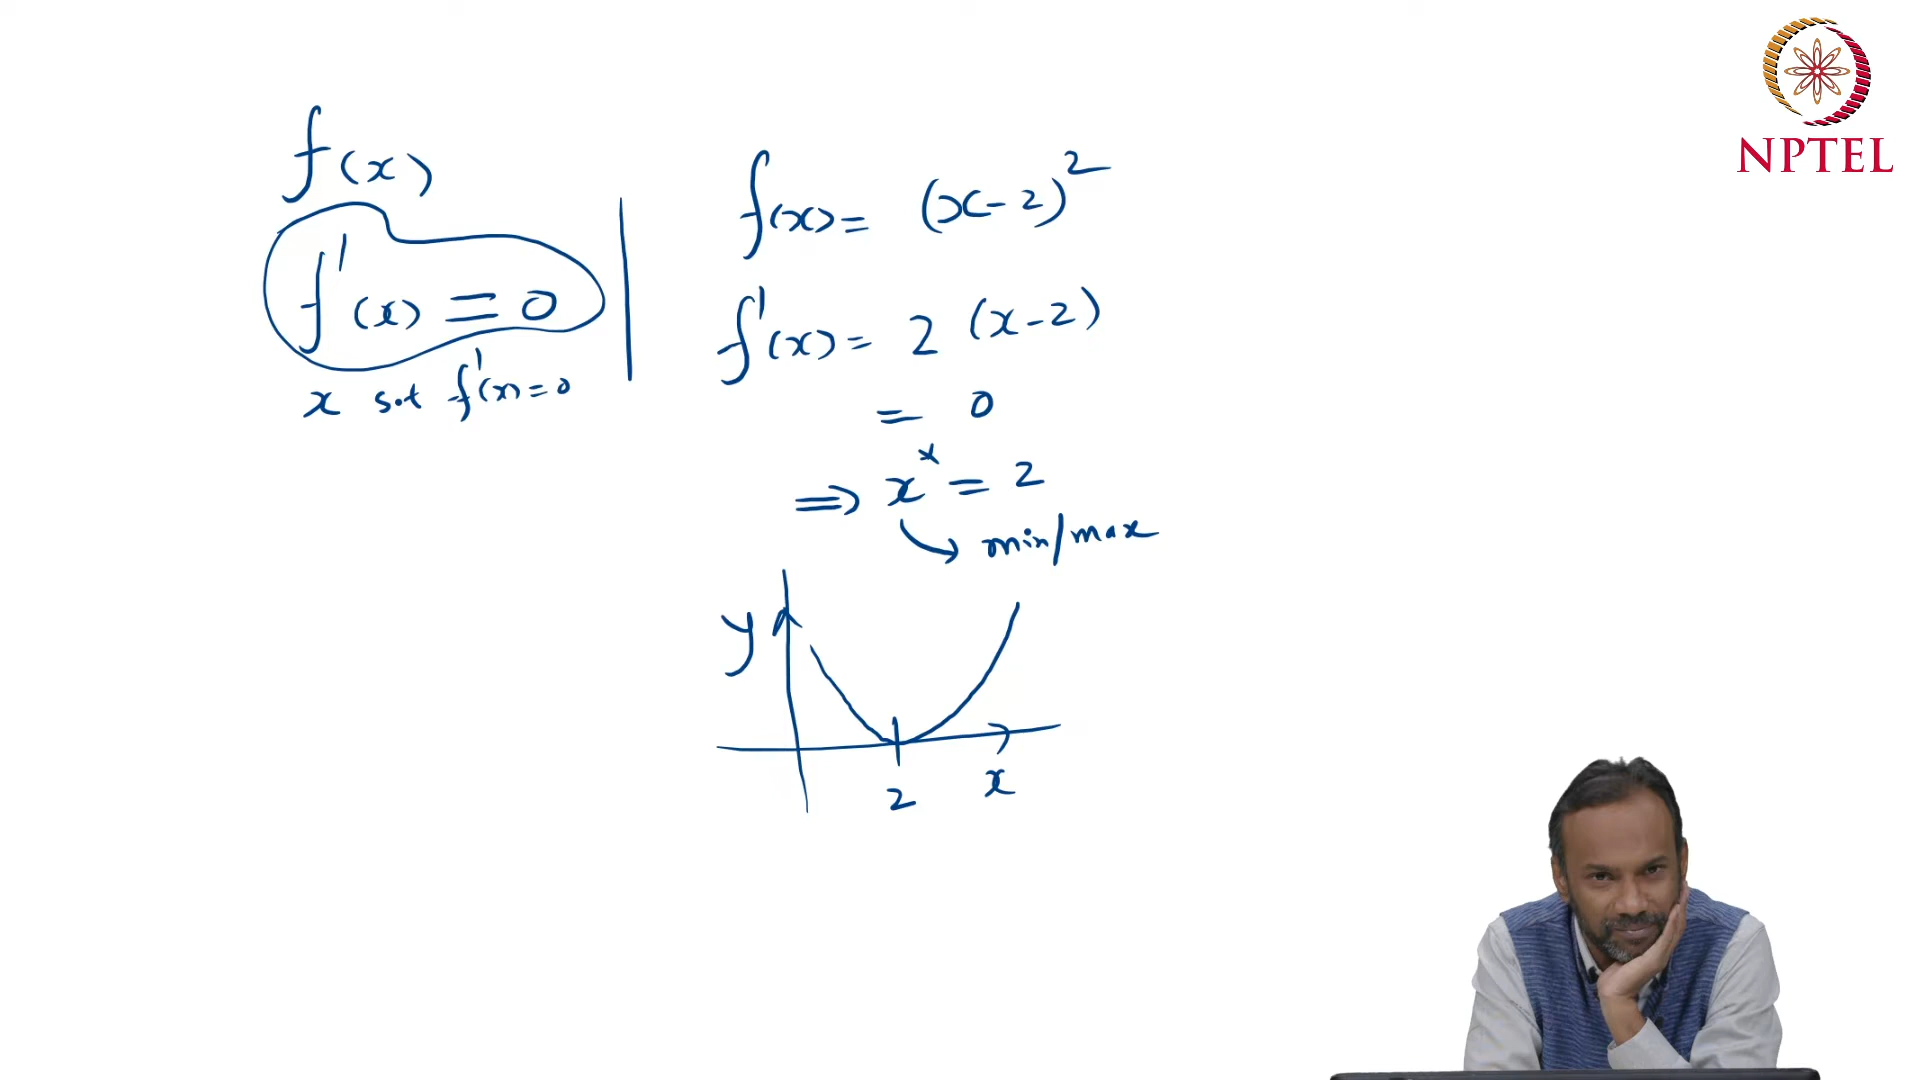 f(x)
f'(x) = 0
x s.t f'(x) = 0
f(x) = (x-2)²
f'(x) = 2 (x-2)
= 0
⇒ x* = 2
min/max
y
2
x
NPTEL